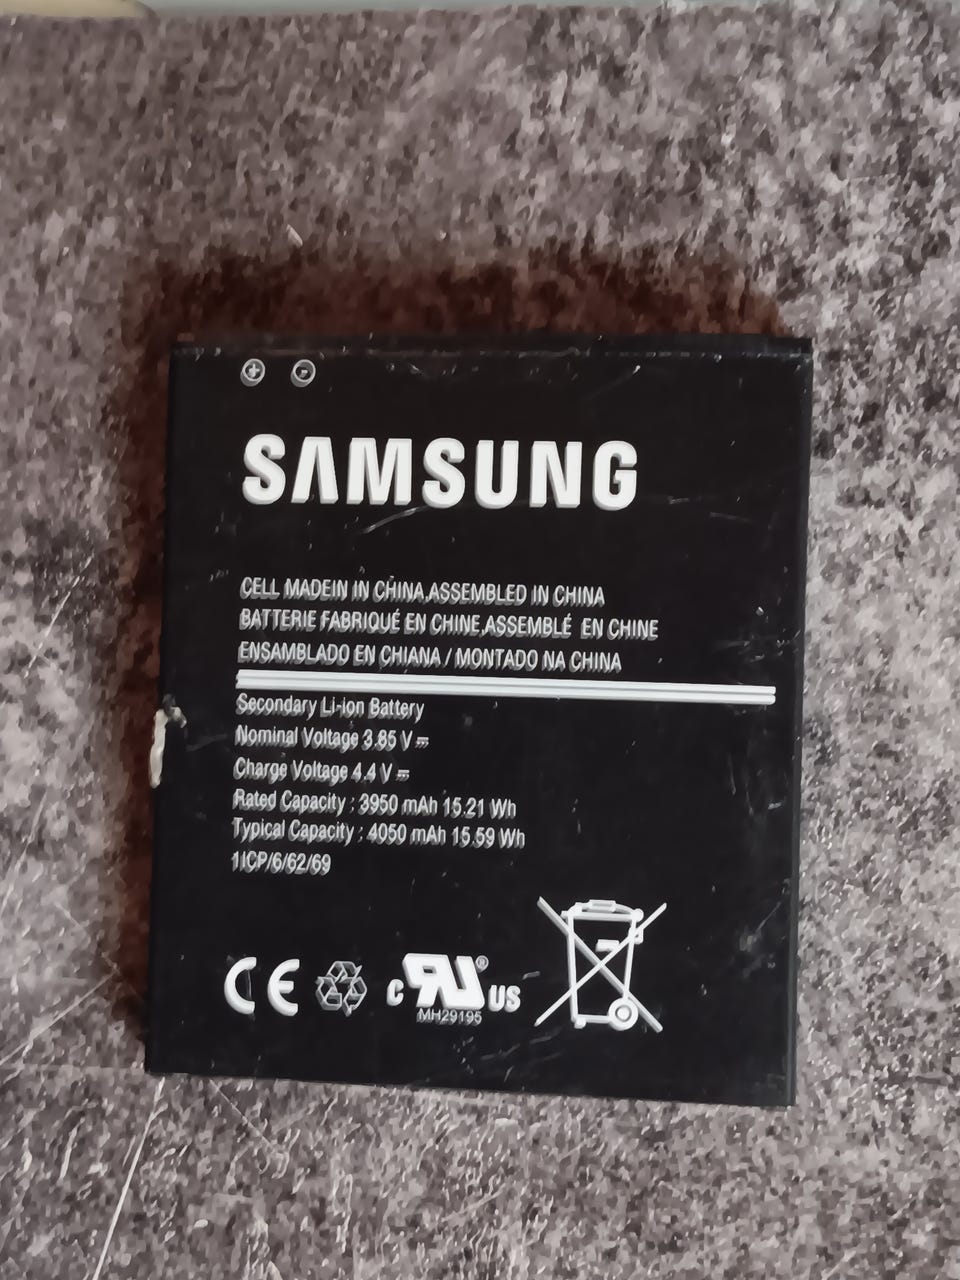 SAMSUNG
CELL MADEIN IN CHINA,ASSEMBLED IN CHINA
BATTERIE FABRIQUÉ EN CHINE,ASSEMBLÉ EN CHINE
ENSAMBLADO EN CHIANA / MONTADO NA CHINA
Secondary Li-ion Battery
Nominal Voltage 3.85 V ⎓
Charge Voltage 4.4 V ⎓
Rated Capacity : 3950 mAh 15.21 Wh
Typical Capacity : 4050 mAh 15.59 Wh
1ICP/6/62/69
CE c RU® US
MH29195